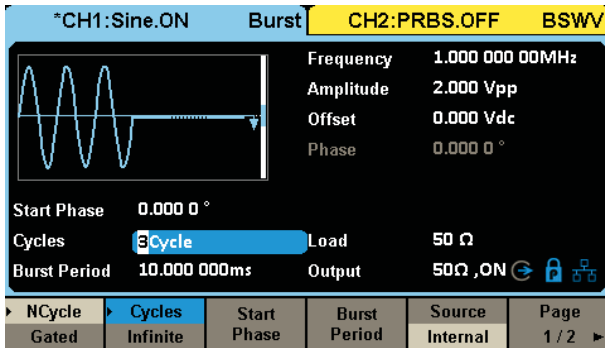 *CH1:Sine.ON Burst CH2:PRBS.OFF BSWV
Frequency 1.000 000 00MHz
Amplitude 2.000 Vpp
Offset 0.000 Vdc
Phase 0.000 0 °
Start Phase 0.000 0 °
Cycles 3Cycle Load 50 Ω
Burst Period 10.000 000ms Output 50Ω ,ON
NCycle Cycles Start Burst Source Page
Gated Infinite Phase Period Internal 1/2